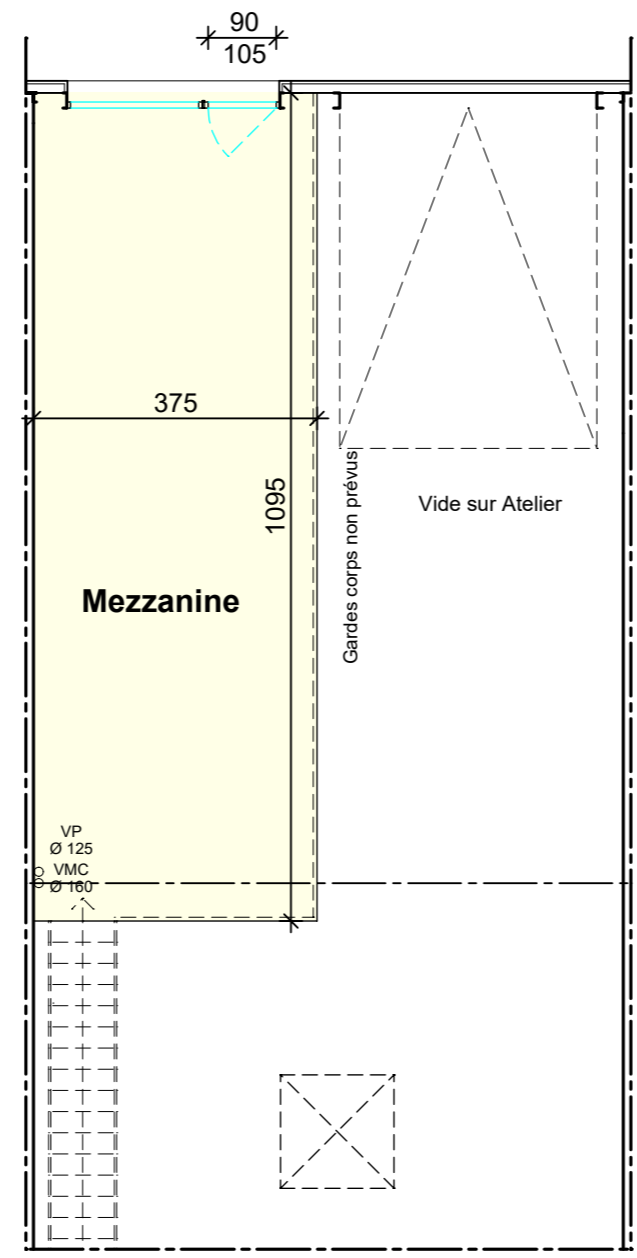 90
105
375
1095
Gardes corps non prévus
Vide sur Atelier
Mezzanine
VP
Ø 125
VMC
Ø 160